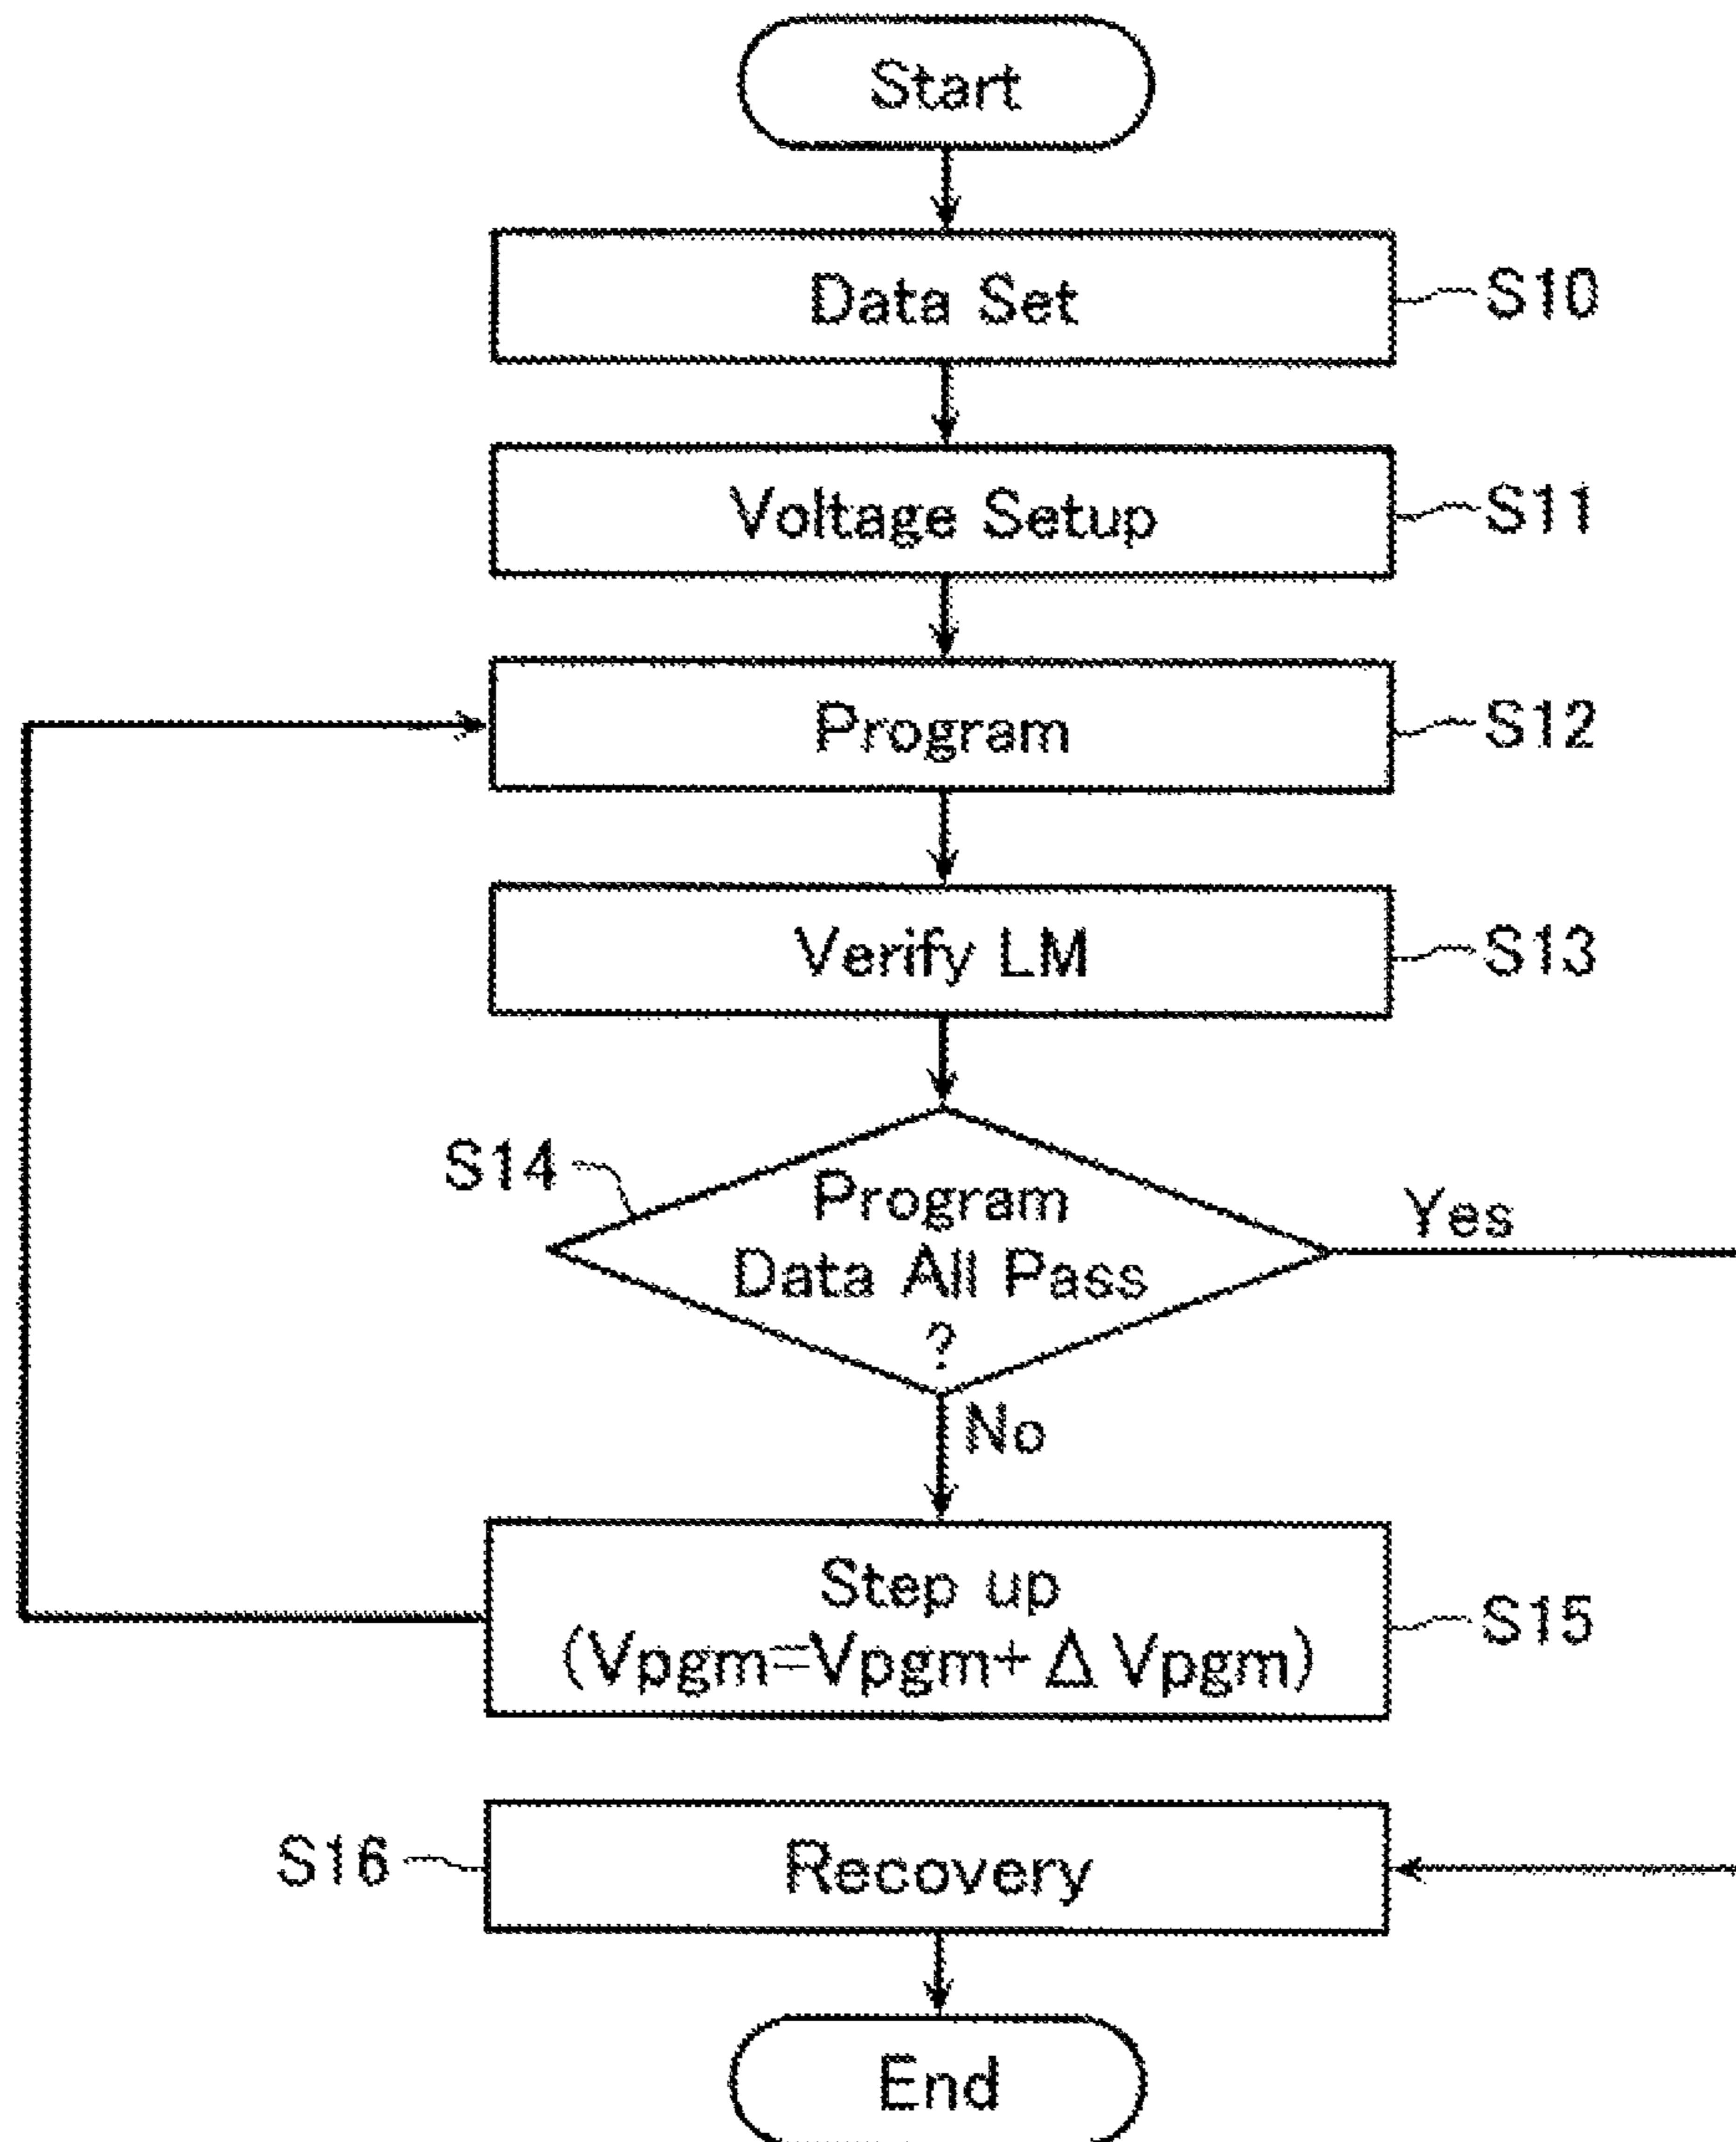 Start
Data Set
S10
Voltage Setup
S11
Program
S12
Verify LM
S13
S14
Program
Data All Pass
?
Yes
No
Step up
(Vpgm=Vpgm+Δ Vpgm)
S15
S16
Recovery
End